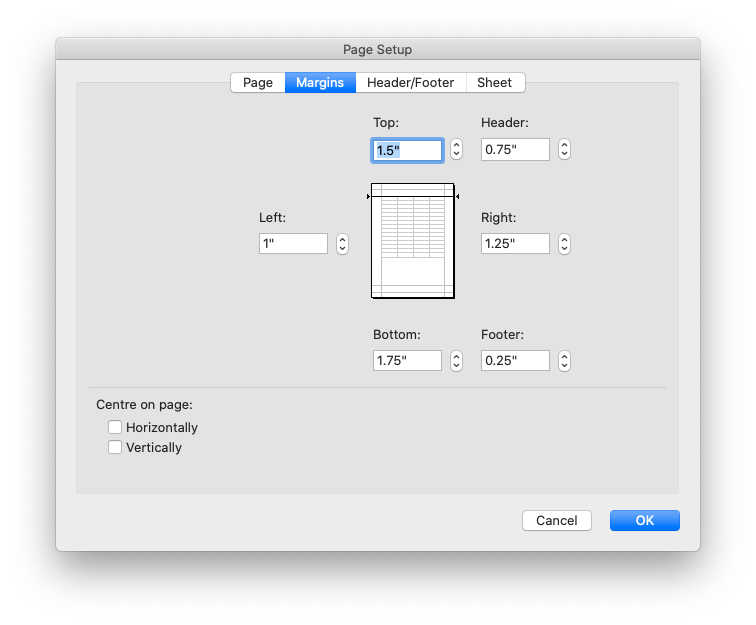 Page Setup
Page Margins Header/Footer Sheet
Top: Header:
1.5" 0.75"
Left: Right:
1" 1.25"
Bottom: Footer:
1.75" 0.25"
Centre on page:
Horizontally
Vertically
Cancel OK